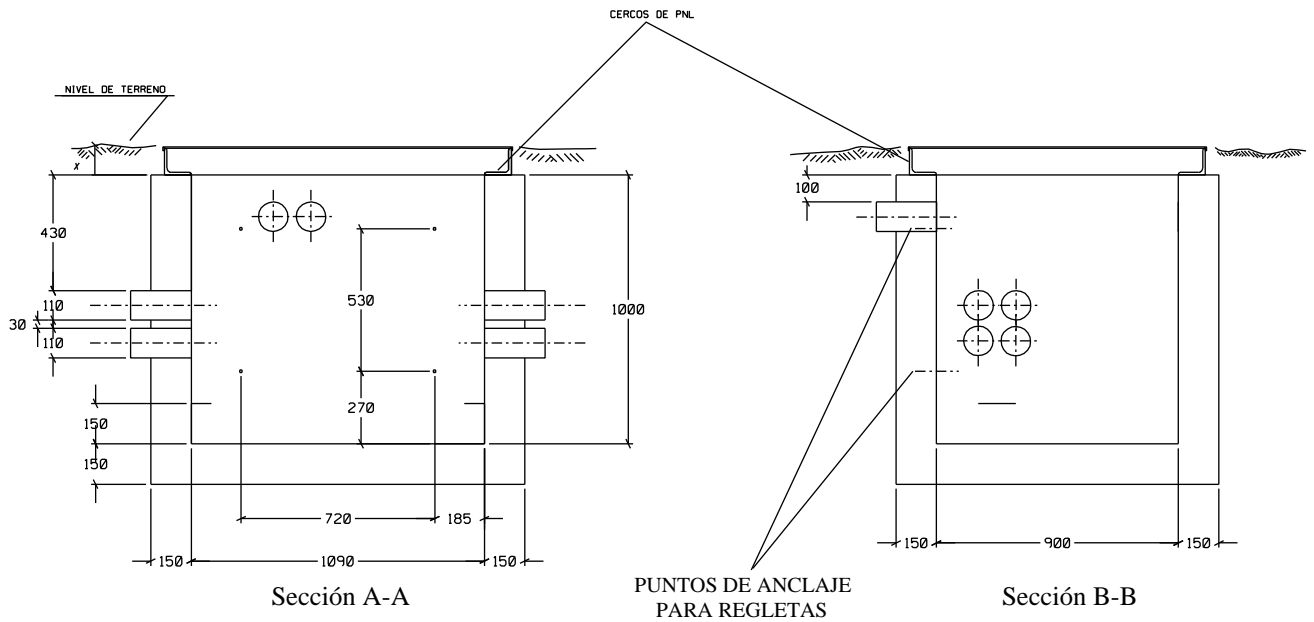 CERCOS DE PNL
NIVEL DE TERRENO
x
100
430
110
30
110
530
1000
270
150
150
720
185
150
1090
150
150
900
150
Sección A-A
PUNTOS DE ANCLAJE
PARA REGLETAS
Sección B-B